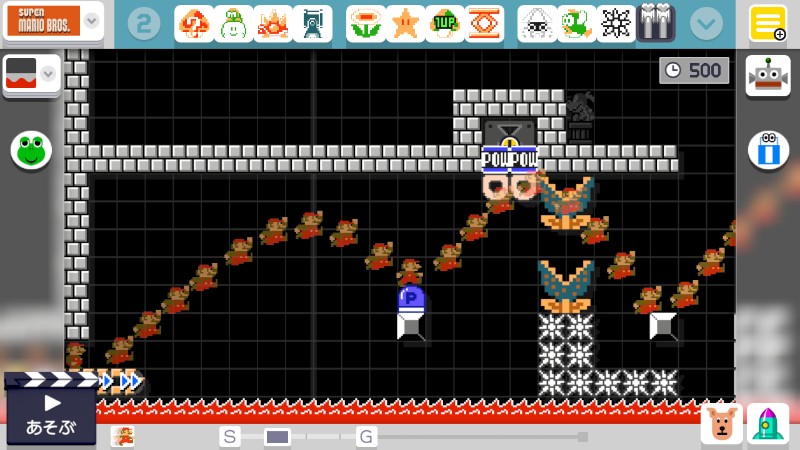 SUPER
MARIO BROS.
2
1UP
500
POW POW
P
あそぶ
S
G